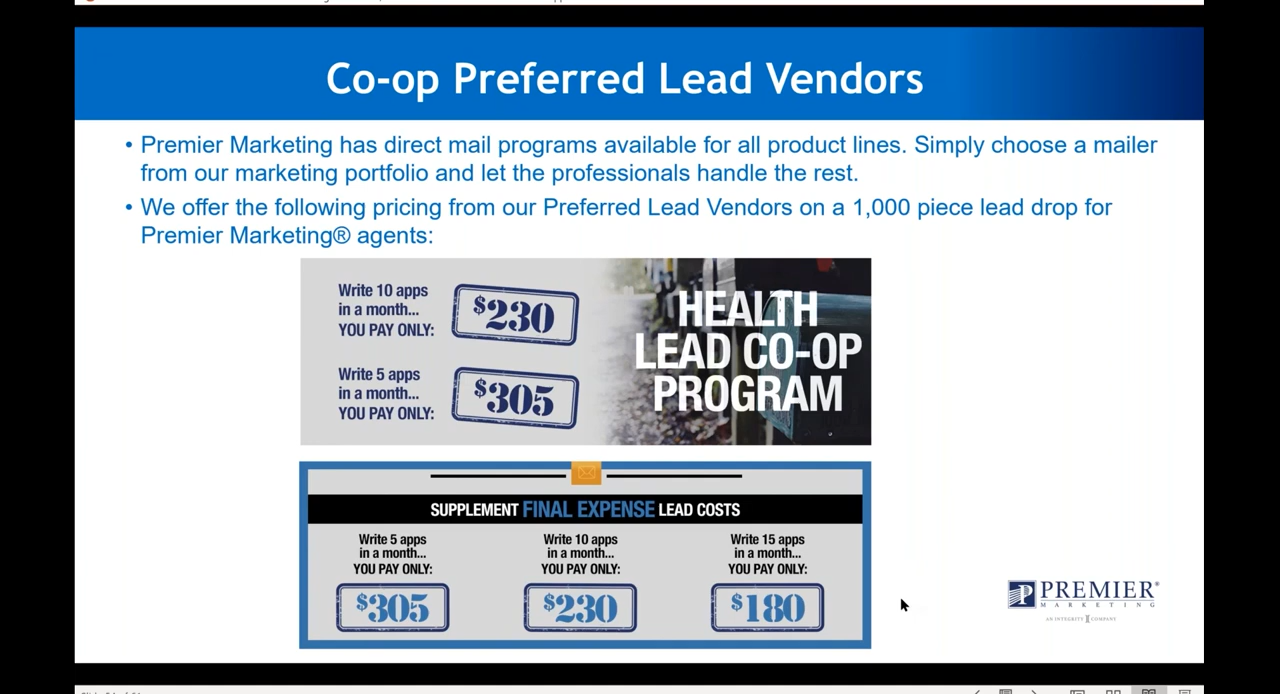 Co-op Preferred Lead Vendors
• Premier Marketing has direct mail programs available for all product lines. Simply choose a mailer
from our marketing portfolio and let the professionals handle the rest.
• We offer the following pricing from our Preferred Lead Vendors on a 1,000 piece lead drop for
Premier Marketing® agents:
Write 10 apps
in a month...
YOU PAY ONLY:
$230
Write 5 apps
in a month...
YOU PAY ONLY:
$305
HEALTH
LEAD CO-OP
PROGRAM
SUPPLEMENT FINAL EXPENSE LEAD COSTS
Write 5 apps
in a month...
YOU PAY ONLY:
$305
Write 10 apps
in a month...
YOU PAY ONLY:
$230
Write 15 apps
in a month...
YOU PAY ONLY:
$180
PREMIER®
MARKETING
AN INTEGRITY COMPANY